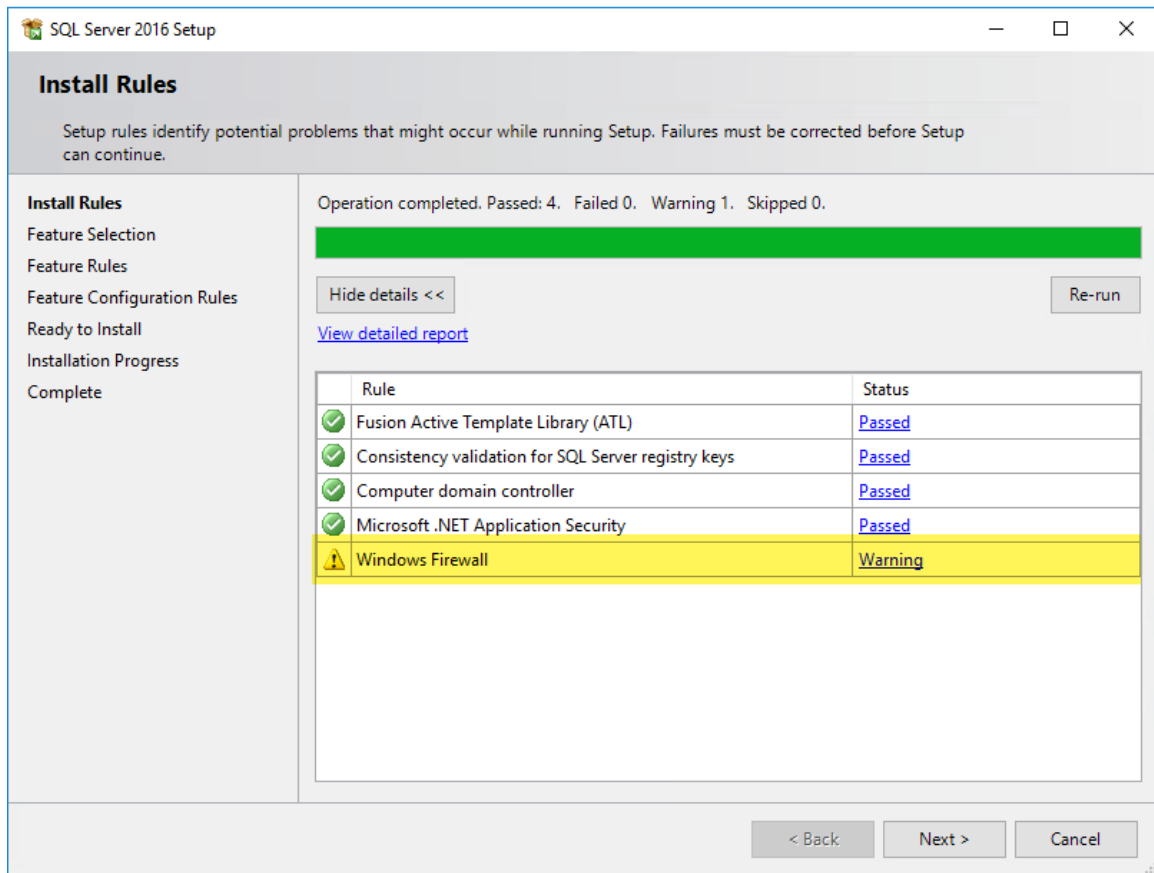 SQL Server 2016 Setup
Install Rules
Setup rules identify potential problems that might occur while running Setup. Failures must be corrected before Setup
can continue.
Install Rules
Feature Selection
Feature Rules
Feature Configuration Rules
Ready to Install
Installation Progress
Complete
Operation completed. Passed: 4.   Failed 0.   Warning 1.   Skipped 0.
Hide details <<
Re-run
View detailed report
Rule Status
Fusion Active Template Library (ATL) Passed
Consistency validation for SQL Server registry keys Passed
Computer domain controller Passed
Microsoft .NET Application Security Passed
Windows Firewall Warning
< Back Next > Cancel